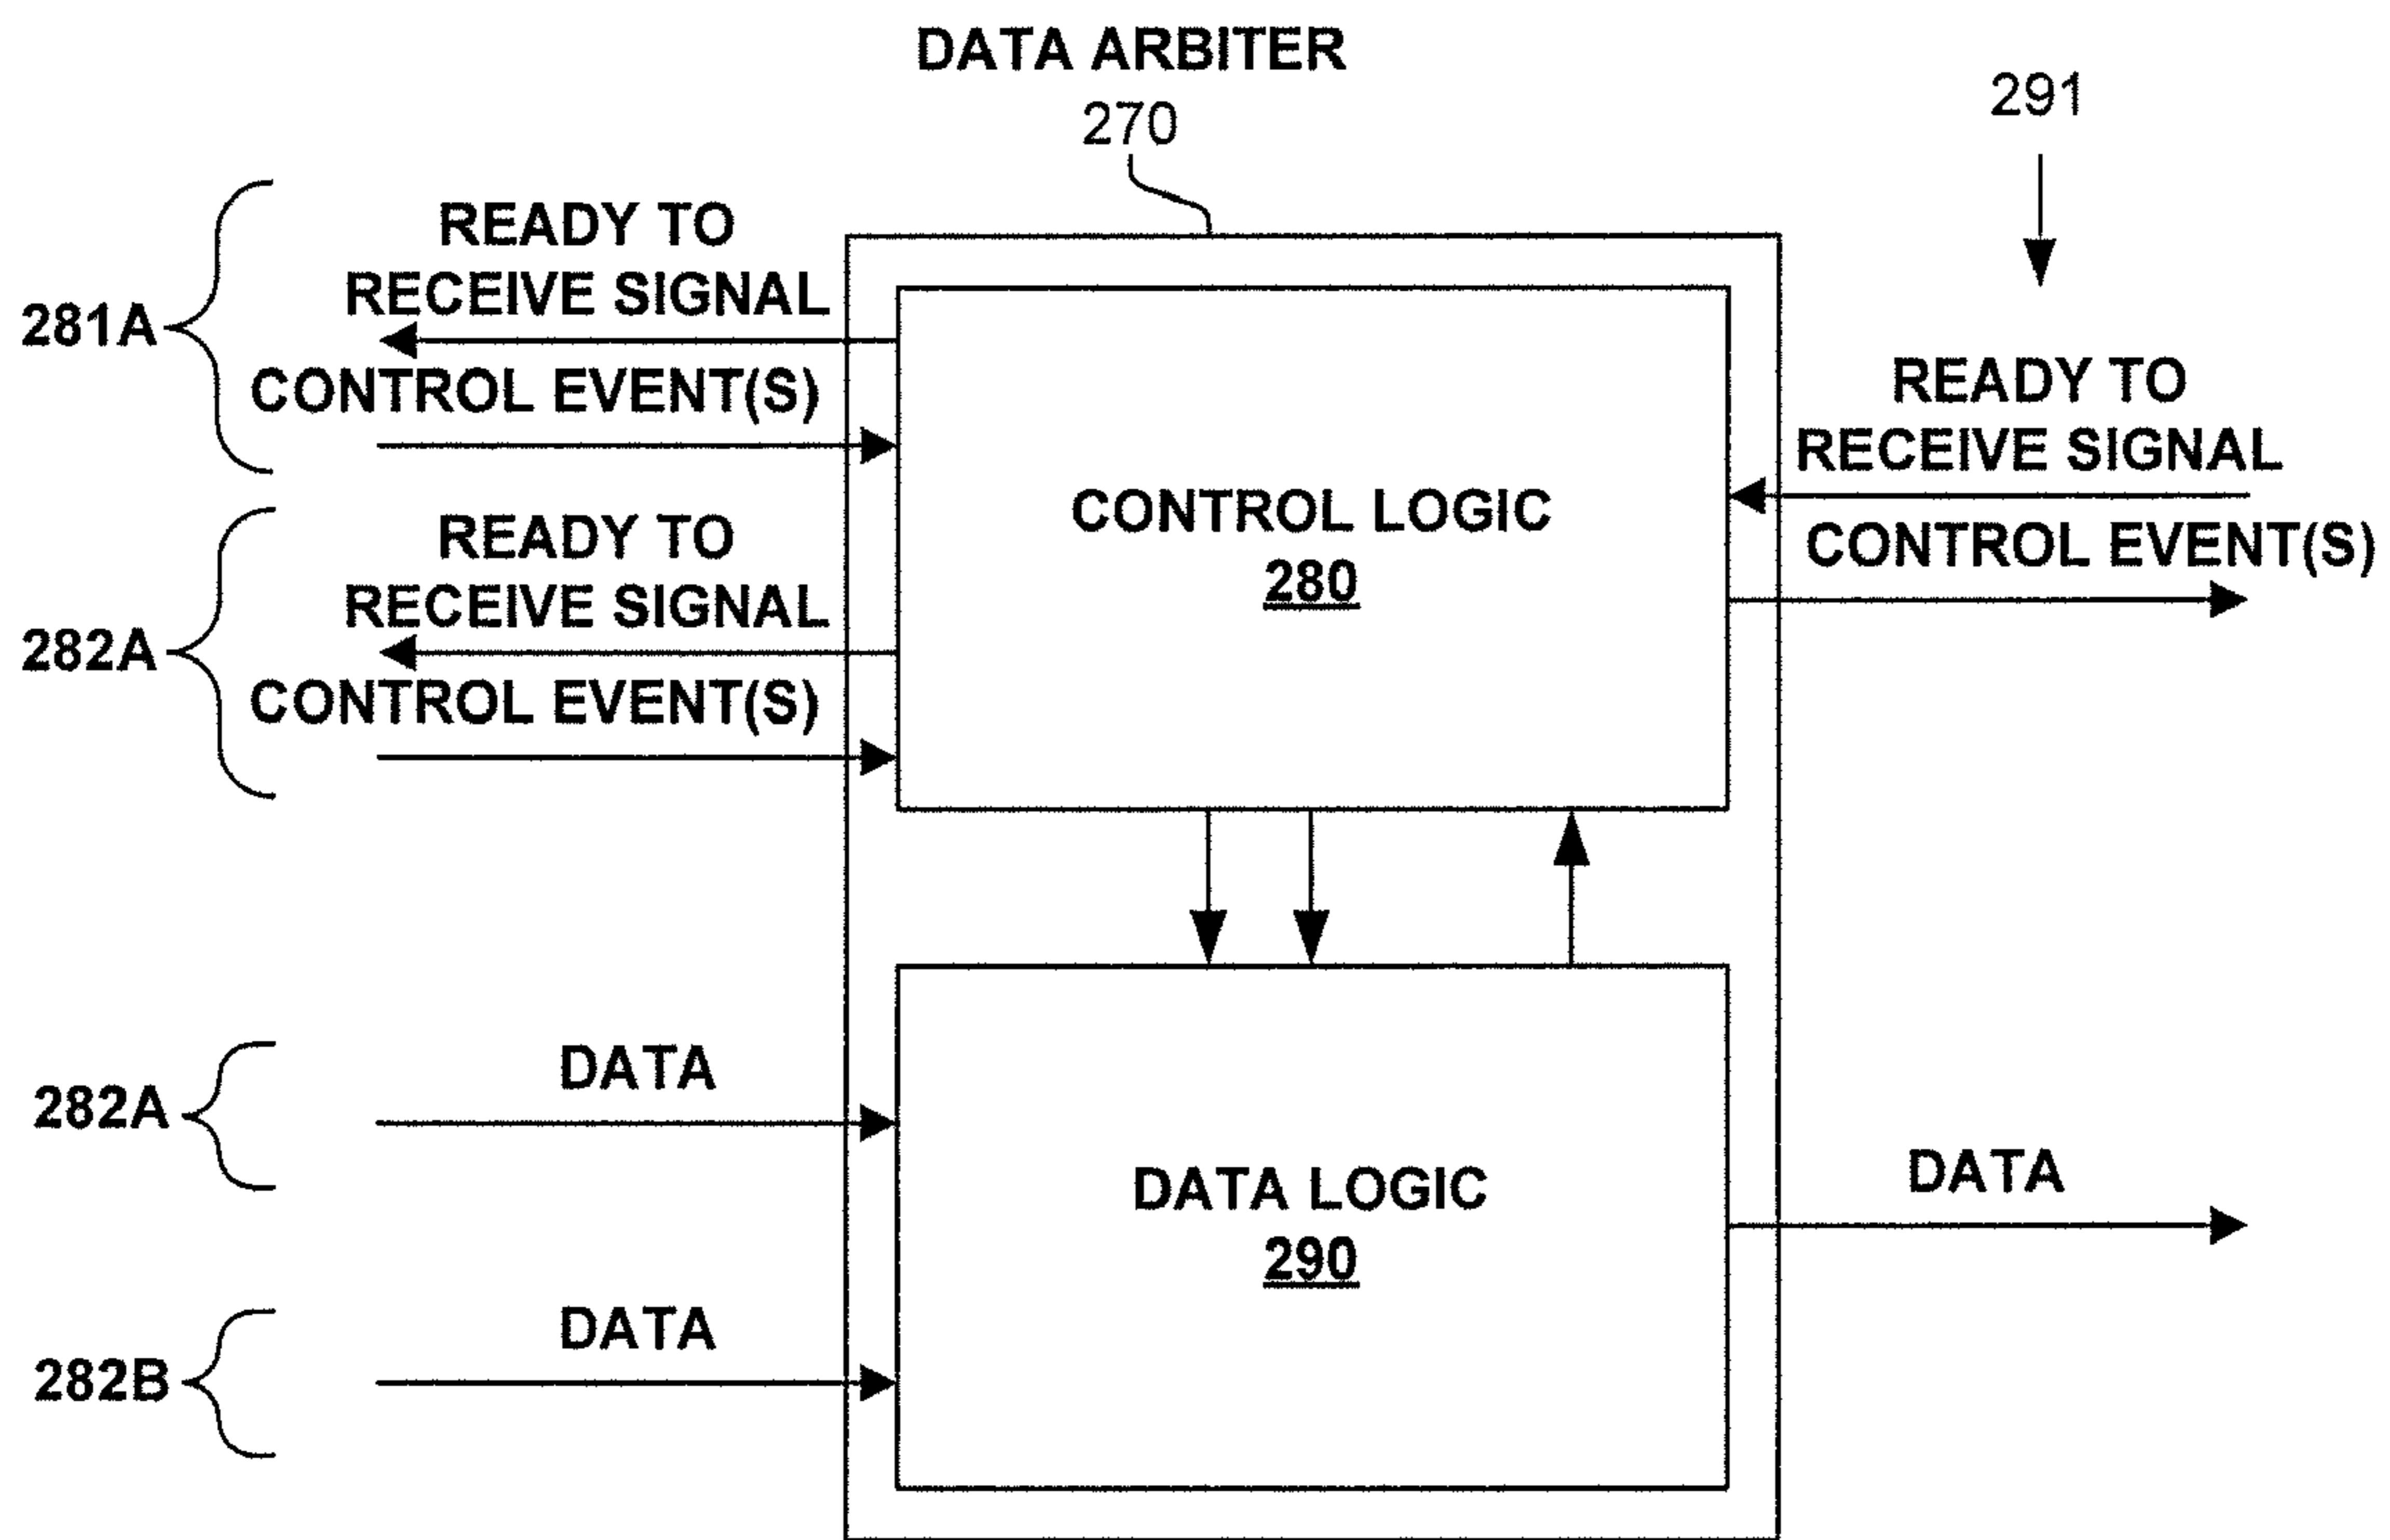 DATA ARBITER
270
291
READY TO
RECEIVE SIGNAL
281A
CONTROL EVENT(S)
READY TO
RECEIVE SIGNAL
282A
CONTROL EVENT(S)
CONTROL LOGIC
280
READY TO
RECEIVE SIGNAL
CONTROL EVENT(S)
282A
DATA
282B
DATA
DATA LOGIC
290
DATA